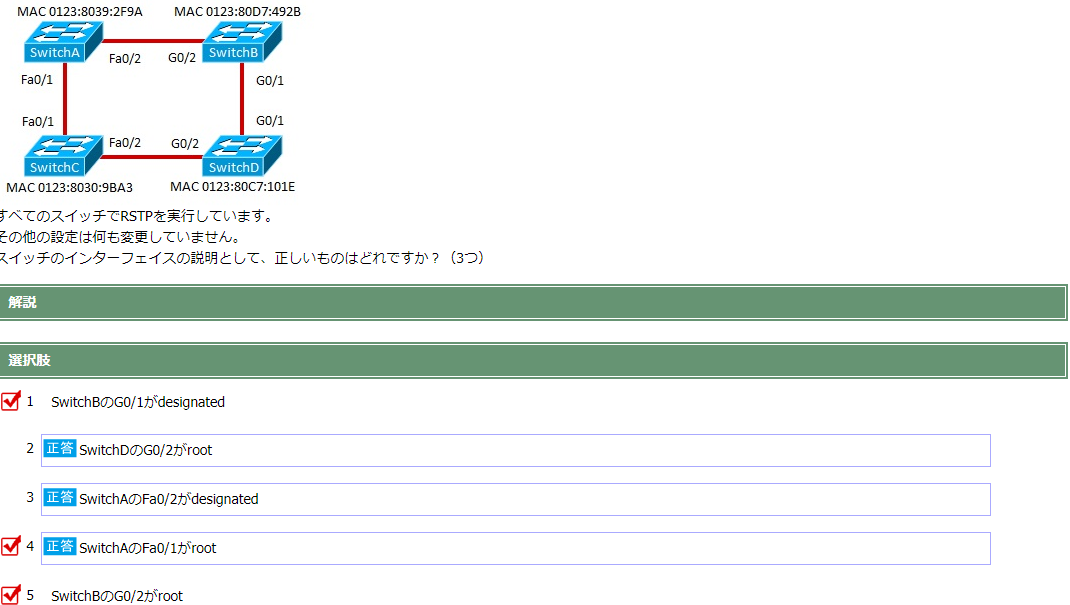 MAC 0123:8039:2F9A MAC 0123:80D7:492B
SwitchA Fa0/2 G0/2 SwitchB
Fa0/1 G0/1
Fa0/1 G0/1
SwitchC Fa0/2 G0/2 SwitchD
MAC 0123:8030:9BA3 MAC 0123:80C7:101E
すべてのスイッチでRSTPを実行しています。
その他の設定は何も変更していません。
スイッチのインターフェイスの説明として、正しいものはどれですか？（3つ）
解説
選択肢
1 SwitchBのG0/1がdesignated
2 正答 SwitchDのG0/2がroot
3 正答 SwitchAのFa0/2がdesignated
4 正答 SwitchAのFa0/1がroot
5 SwitchBのG0/2がroot